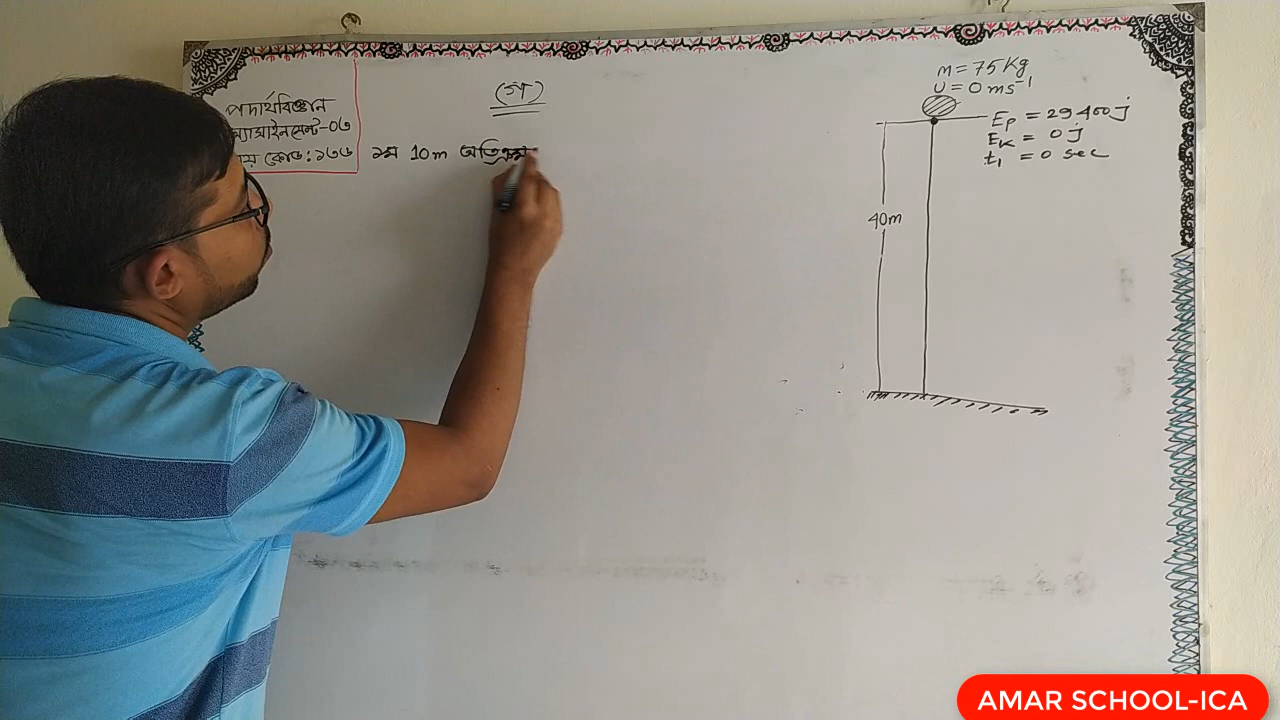 পদার্থবিজ্ঞান
অ্যাসাইনমেন্ট-০৬
বিষয় কোড: ১৩৬
(গ)
১ম 10m অতিক্রম
m = 75 Kg
u = 0 ms⁻¹
Ep = 29400 j
EK = 0 j
t₁ = 0 sec
40m
AMAR SCHOOL-ICA